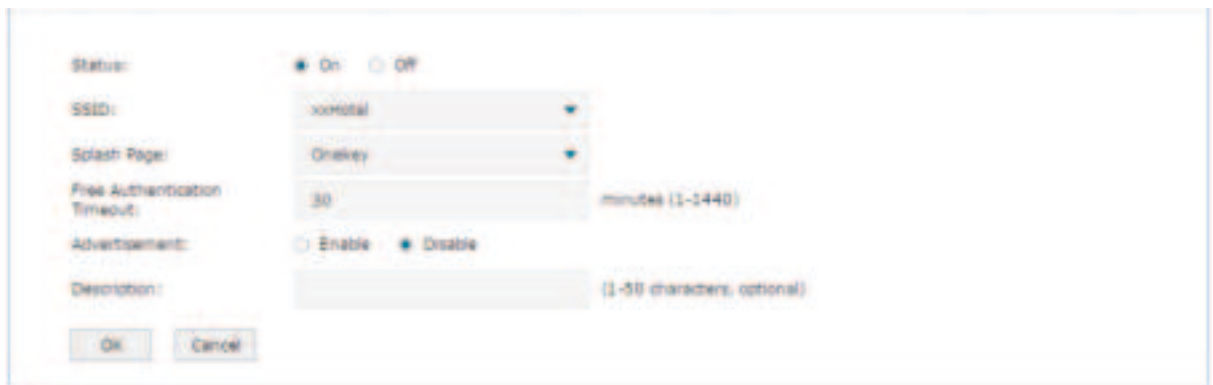 Status: On Off
SSID: xxHotal
Splash Page: Onekey
Free Authentication
Timeout: 30 minutes (1-1440)
Advertisement: Enable Disable
Description: (1-50 characters, optional)
OK Cancel